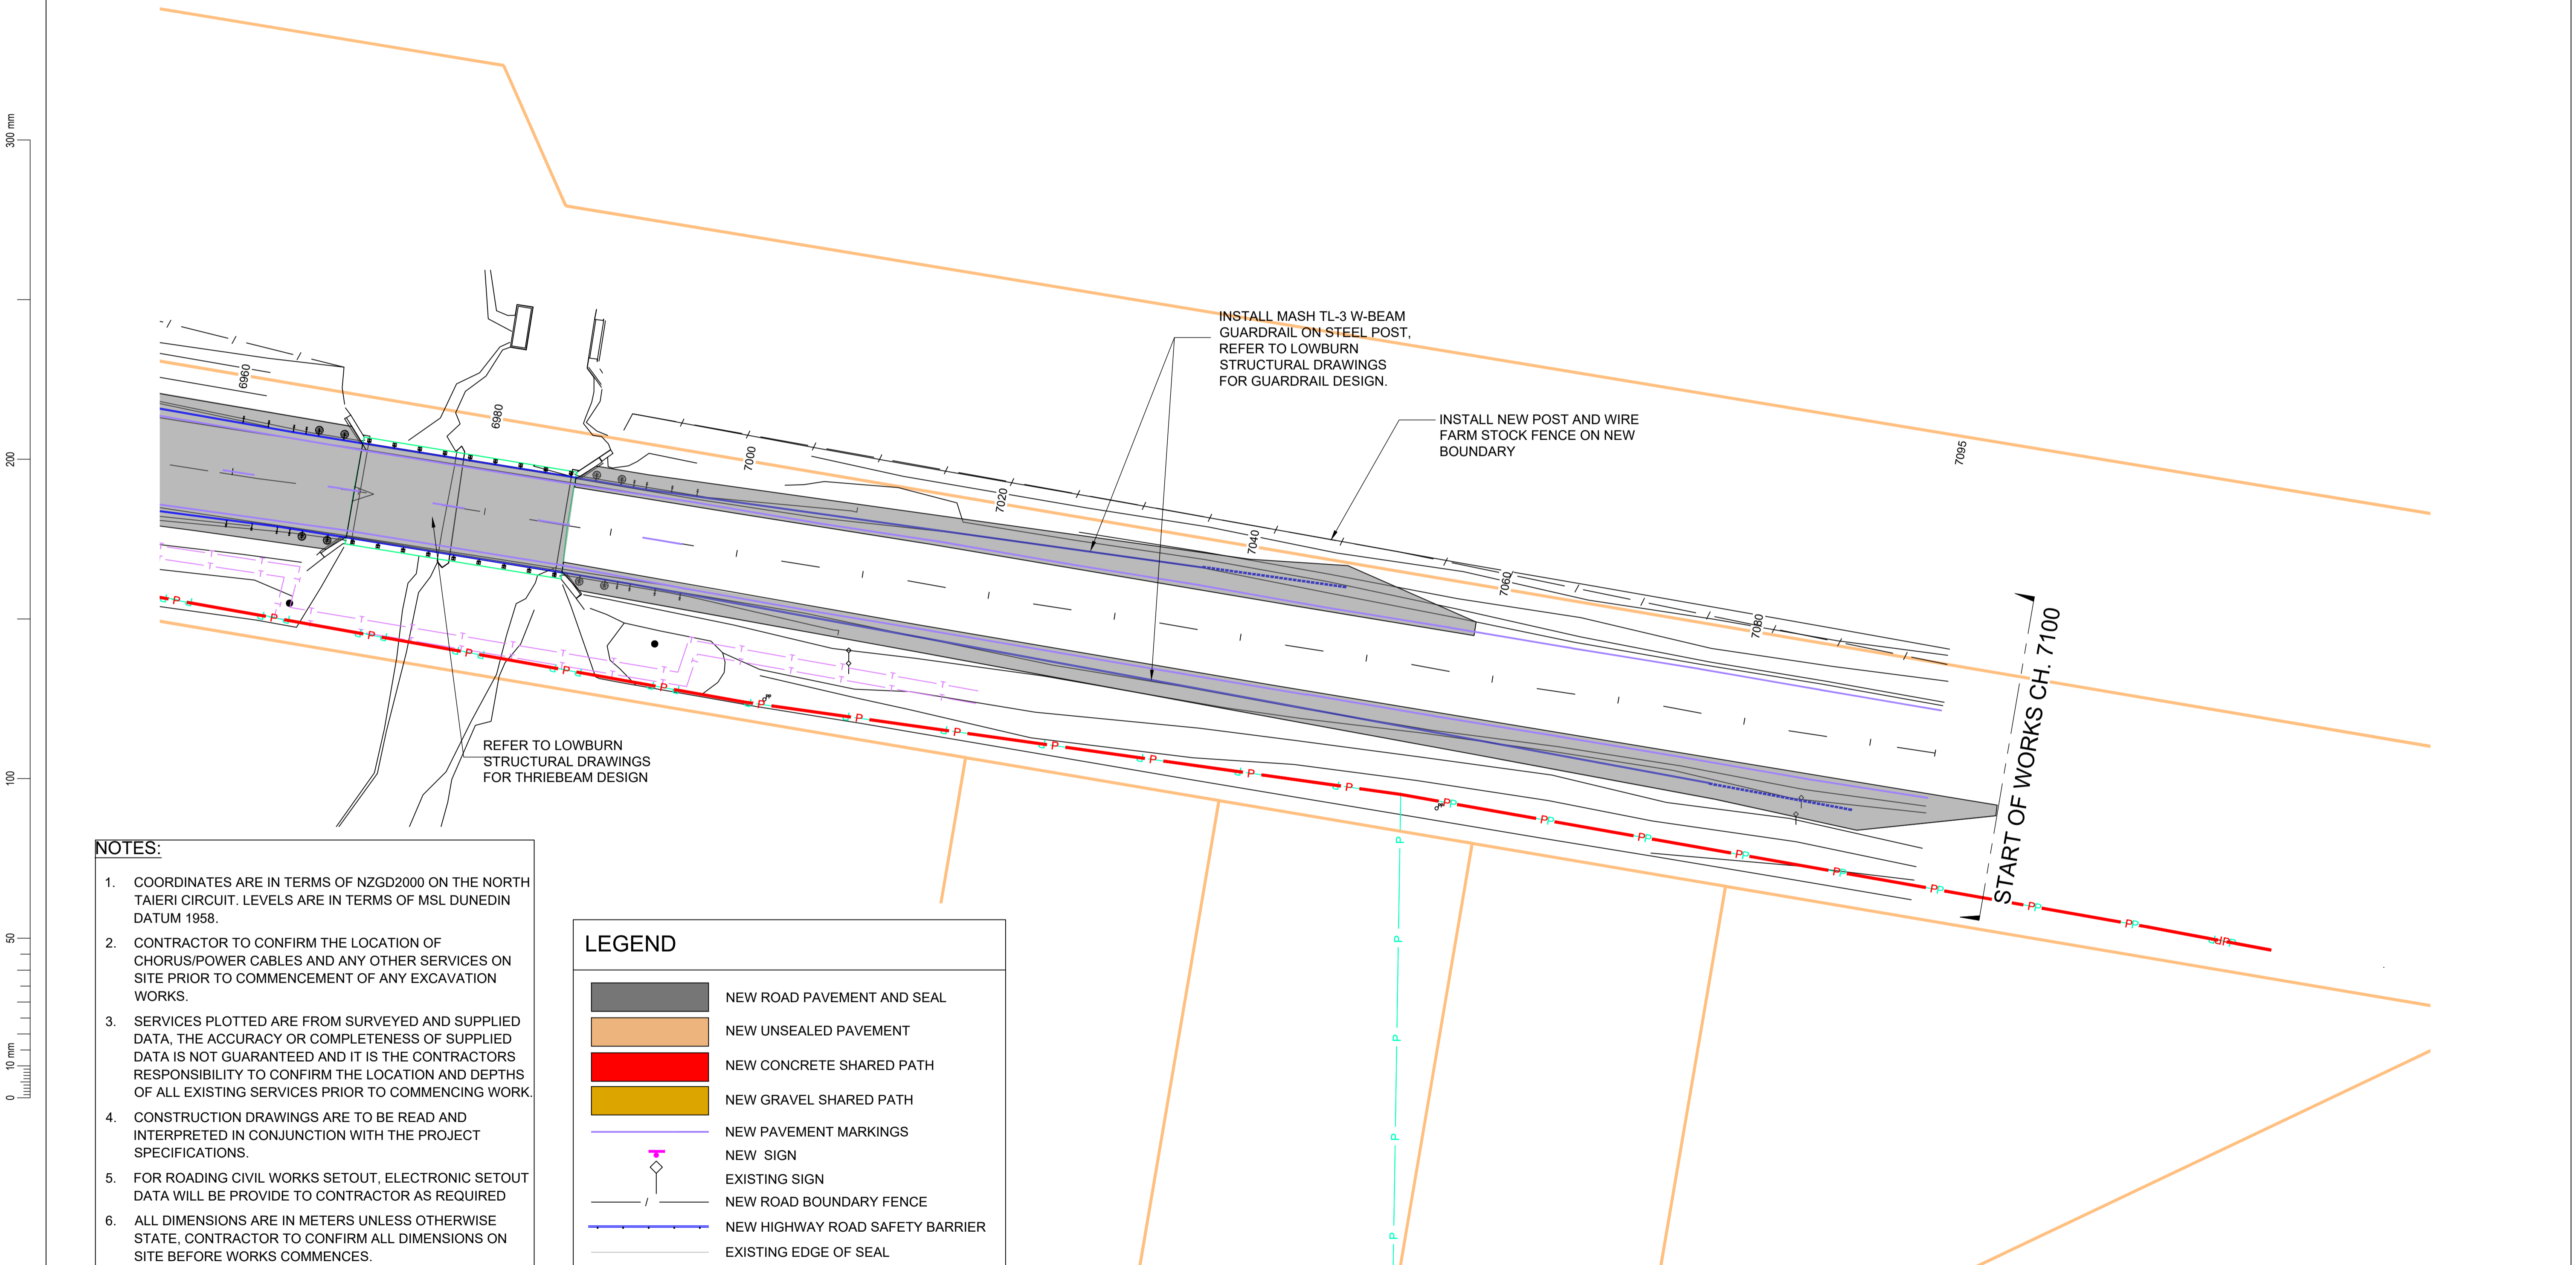 300 mm
200
100
50
10 mm
0
6960
6980
7000
7020
7040
7060
7080
7095
INSTALL MASH TL-3 W-BEAM
GUARDRAIL ON STEEL POST,
REFER TO LOWBURN
STRUCTURAL DRAWINGS
FOR GUARDRAIL DESIGN.
INSTALL NEW POST AND WIRE
FARM STOCK FENCE ON NEW
BOUNDARY
START OF WORKS CH. 7100
REFER TO LOWBURN
STRUCTURAL DRAWINGS
FOR THRIEBEAM DESIGN
NOTES:
1. COORDINATES ARE IN TERMS OF NZGD2000 ON THE NORTH
TAIERI CIRCUIT. LEVELS ARE IN TERMS OF MSL DUNEDIN
DATUM 1958.
2. CONTRACTOR TO CONFIRM THE LOCATION OF
CHORUS/POWER CABLES AND ANY OTHER SERVICES ON
SITE PRIOR TO COMMENCEMENT OF ANY EXCAVATION
WORKS.
3. SERVICES PLOTTED ARE FROM SURVEYED AND SUPPLIED
DATA, THE ACCURACY OR COMPLETENESS OF SUPPLIED
DATA IS NOT GUARANTEED AND IT IS THE CONTRACTORS
RESPONSIBILITY TO CONFIRM THE LOCATION AND DEPTHS
OF ALL EXISTING SERVICES PRIOR TO COMMENCING WORK.
4. CONSTRUCTION DRAWINGS ARE TO BE READ AND
INTERPRETED IN CONJUNCTION WITH THE PROJECT
SPECIFICATIONS.
5. FOR ROADING CIVIL WORKS SETOUT, ELECTRONIC SETOUT
DATA WILL BE PROVIDE TO CONTRACTOR AS REQUIRED
6. ALL DIMENSIONS ARE IN METERS UNLESS OTHERWISE
STATE, CONTRACTOR TO CONFIRM ALL DIMENSIONS ON
SITE BEFORE WORKS COMMENCES.
LEGEND
NEW ROAD PAVEMENT AND SEAL
NEW UNSEALED PAVEMENT
NEW CONCRETE SHARED PATH
NEW GRAVEL SHARED PATH
NEW PAVEMENT MARKINGS
NEW SIGN
EXISTING SIGN
NEW ROAD BOUNDARY FENCE
NEW HIGHWAY ROAD SAFETY BARRIER
EXISTING EDGE OF SEAL